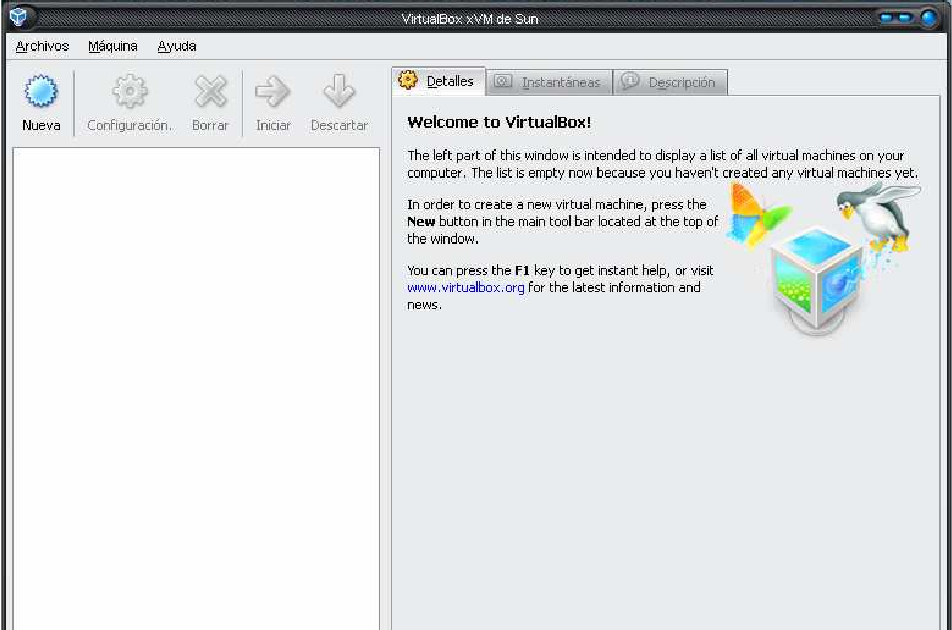 VirtualBox xVM de Sun
Archivos Máquina Ayuda
Nueva Configuración. Borrar Iniciar Descartar
Detalles Instantáneas Descripción
Welcome to VirtualBox!
The left part of this window is intended to display a list of all virtual machines on your
computer. The list is empty now because you haven't created any virtual machines yet.
In order to create a new virtual machine, press the
New button in the main tool bar located at the top of
the window.
You can press the F1 key to get instant help, or visit
www.virtualbox.org for the latest information and
news.